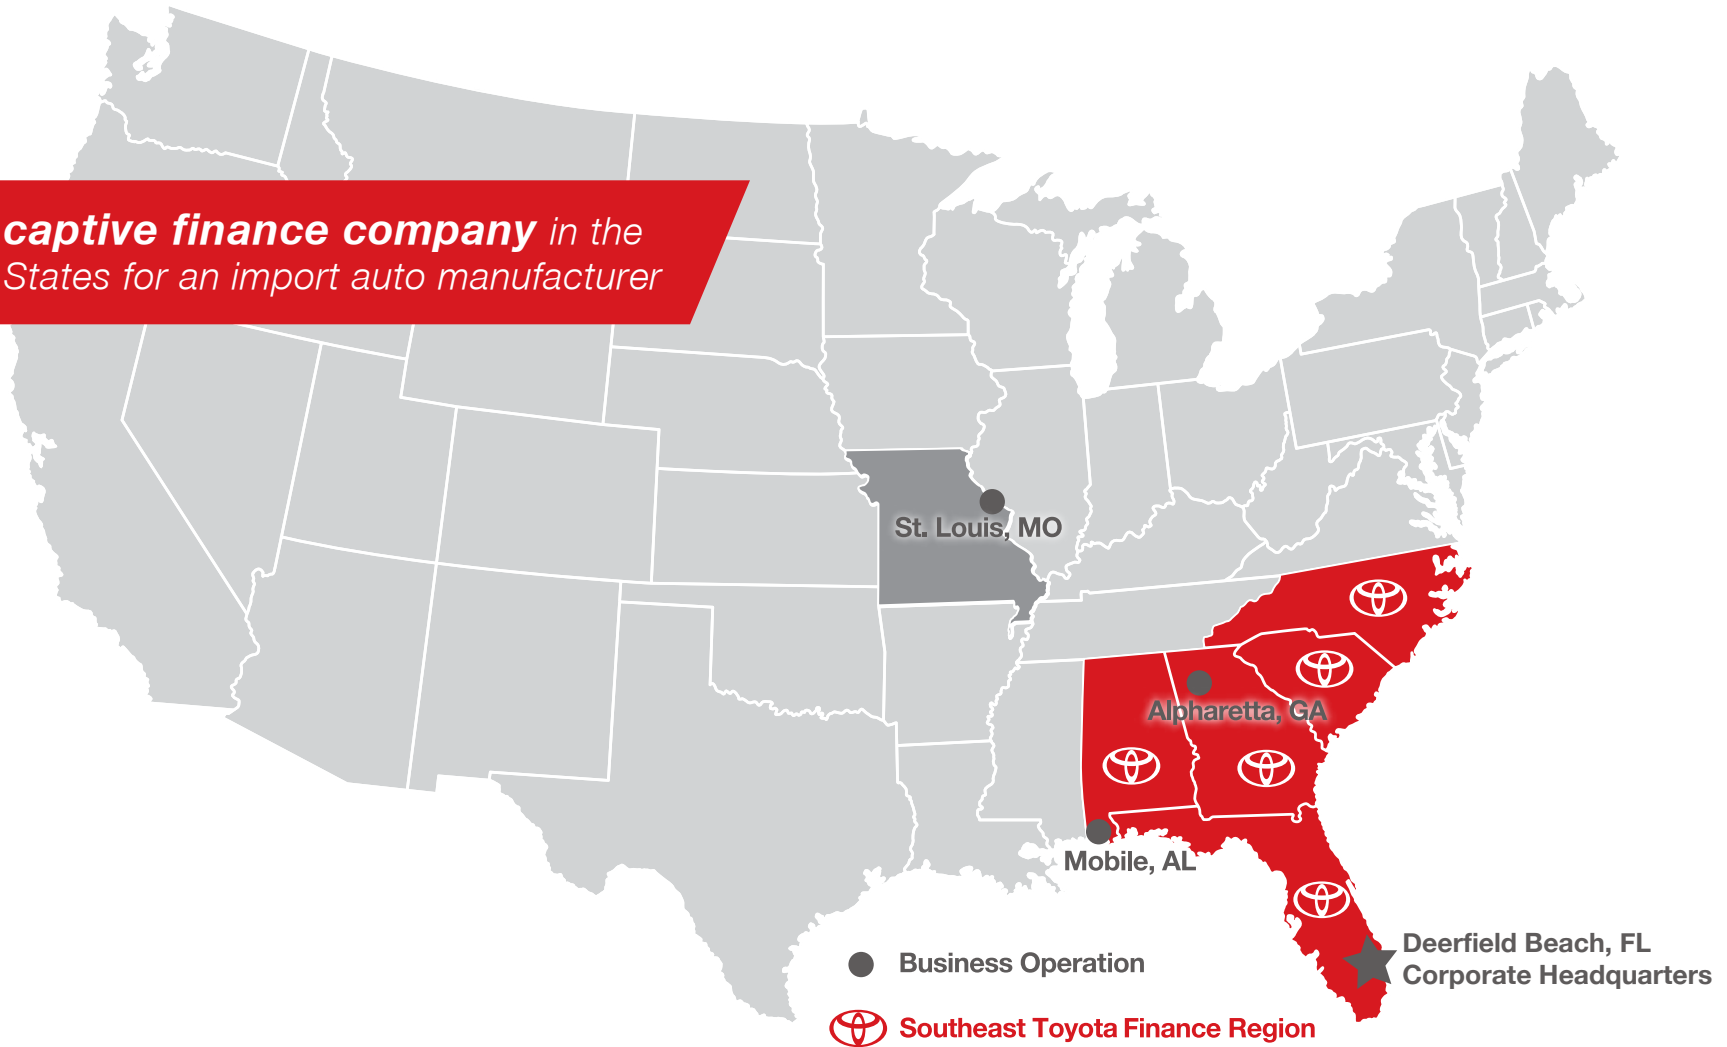 captive finance company in the
States for an import auto manufacturer
St. Louis, MO
Alpharetta, GA
Mobile, AL
Deerfield Beach, FL
Corporate Headquarters
Business Operation
Southeast Toyota Finance Region